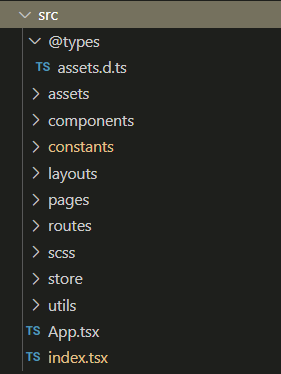 src
@types
TS assets.d.ts
assets
components
constants
layouts
pages
routes
scss
store
utils
TS App.tsx
TS index.tsx